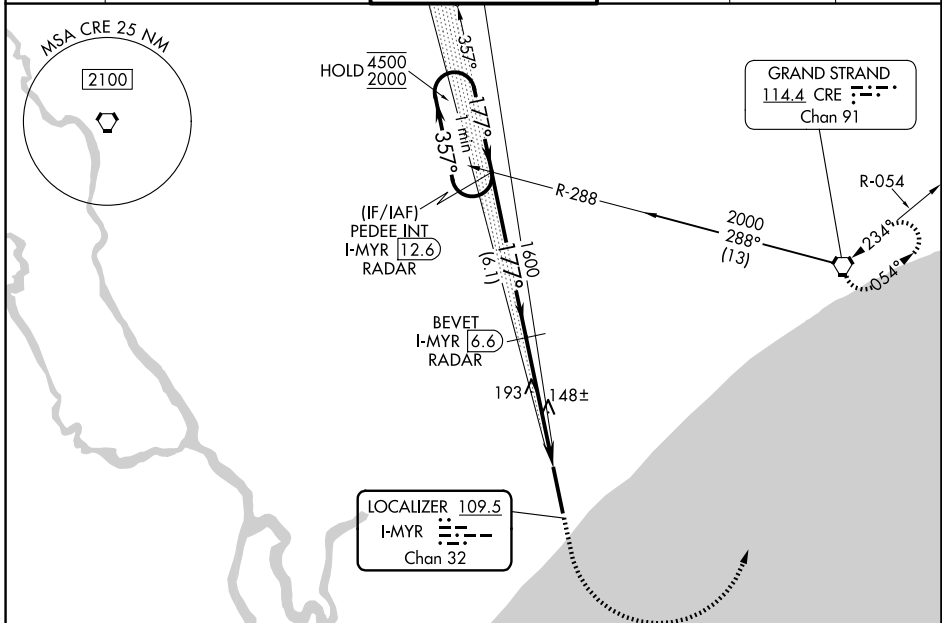 MSA CRE 25 NM
2100
HOLD
4500
2000
357°
177°
1 min
357°
GRAND STRAND
114.4 CRE
Chan 91
R-054
R-288
2000
288°
(13)
234°
054°
(IF/IAF)
PEDEE INT
I-MYR 12.6
RADAR
1600
177°
(6.1)
BEVET
I-MYR 6.6
RADAR
193
148±
LOCALIZER 109.5
I-MYR
Chan 32